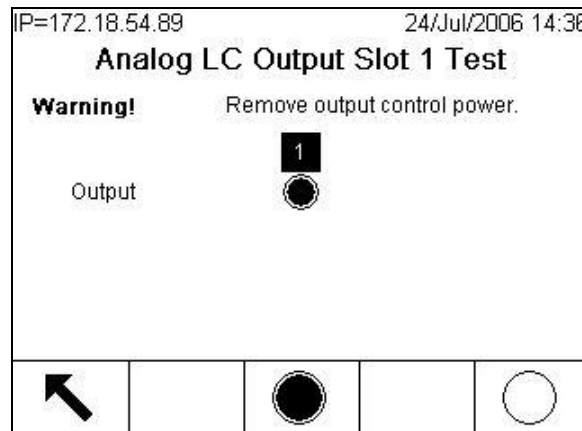 IP=172.18.54.89 24/Jul/2006 14:36
Analog LC Output Slot 1 Test
Warning! Remove output control power.
1
Output